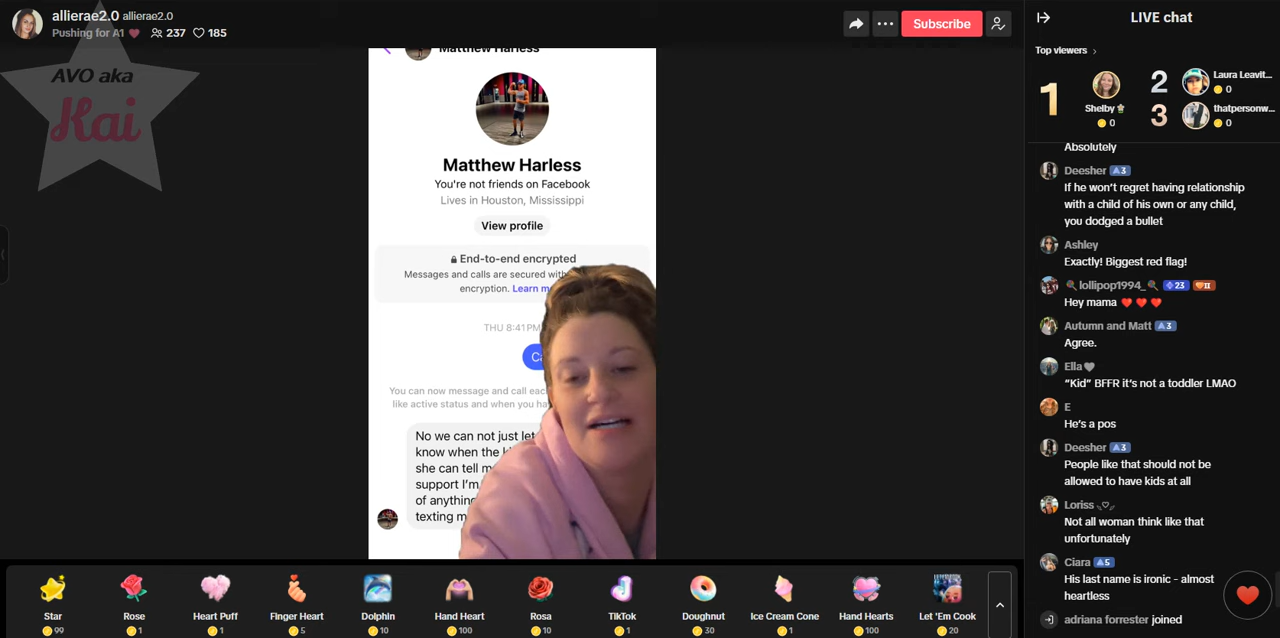 allierae2.0 allierae2.0
Pushing for A1 237 185
AVO aka
Kai
Subscribe
LIVE chat
Top viewers
1 Shelby 0
2 Laura Leavit... 0
3 thatpersonw... 0
Matthew Harless
Matthew Harless
You're not friends on Facebook
Lives in Houston, Mississippi
View profile
End-to-end encrypted
Messages and calls are secured with
encryption. Learn
THU 8:41PM
You can now message and call
like active status and when you
No we can not just let
know when the
she can tell
support I'm
of anything
texting
Absolutely
Deesher 3
If he won't regret having relationship
with a child of his own or any child,
you dodged a bullet
Ashley
Exactly! Biggest red flag!
lollipop1994_ 23 II
Hey mama
Autumn and Matt 3
Agree.
Ella
“Kid” BFFR it's not a toddler LMAO
E
He's a pos
Deesher 3
People like that should not be
allowed to have kids at all
Loriss
Not all woman think like that
unfortunately
Ciara 5
His last name is ironic - almost
heartless
adriana forrester joined
Star Rose Heart Puff Finger Heart Dolphin Hand Heart Rosa TikTok Doughnut Ice Cream Cone Hand Hearts Let 'Em Cook
99 1 1 5 10 100 10 1 30 1 100 20